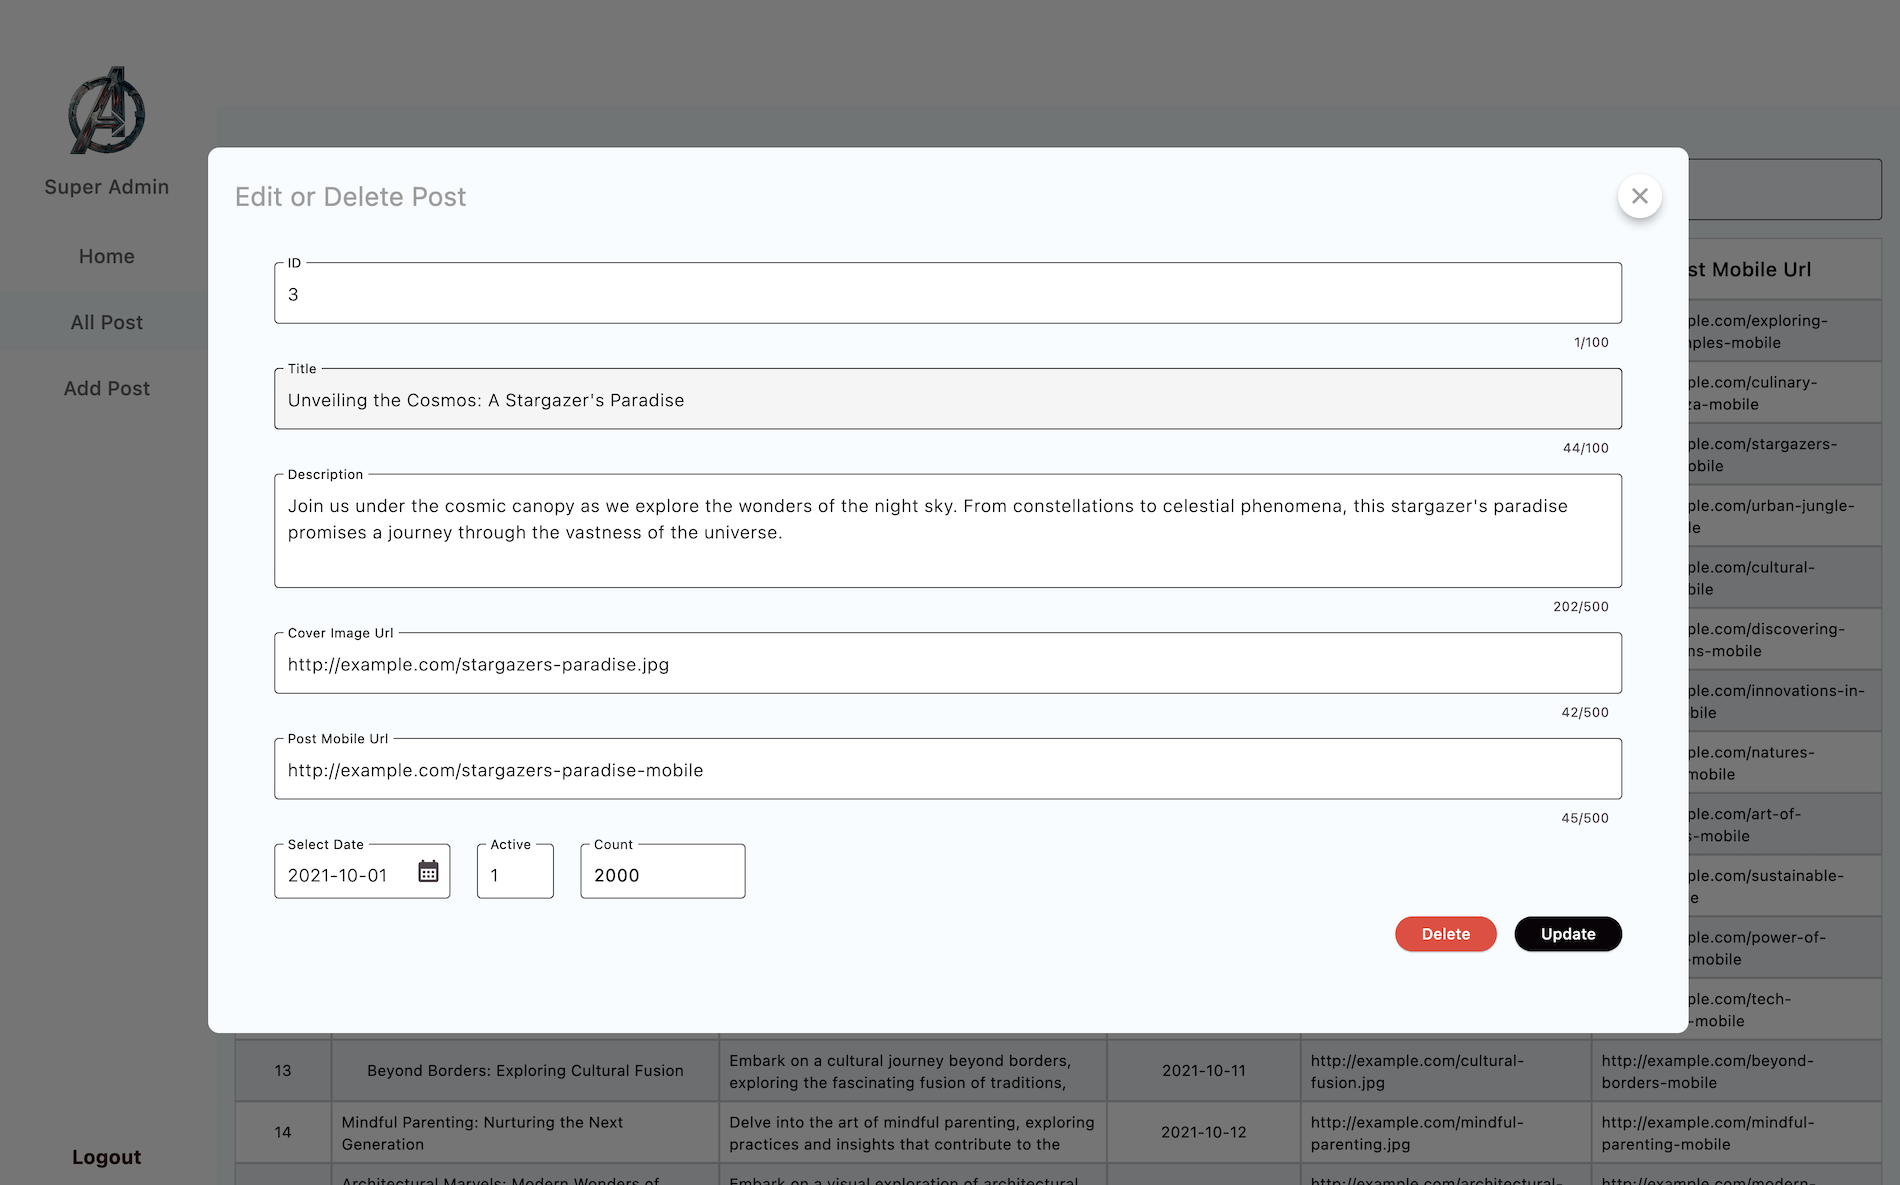 Super Admin
Home
All Post
Add Post
Logout
Edit or Delete Post
ID
3
1/100
Title
Unveiling the Cosmos: A Stargazer's Paradise
44/100
Description
Join us under the cosmic canopy as we explore the wonders of the night sky. From constellations to celestial phenomena, this stargazer's paradise
promises a journey through the vastness of the universe.
202/500
Cover Image Url
http://example.com/stargazers-paradise.jpg
42/500
Post Mobile Url
http://example.com/stargazers-paradise-mobile
45/500
Select Date
2021-10-01
Active
1
Count
2000
Delete
Update
st Mobile Url
ple.com/exploring-
nples-mobile
ple.com/culinary-
za-mobile
ple.com/stargazers-
obile
ple.com/urban-jungle-
le
ple.com/cultural-
bile
ple.com/discovering-
ns-mobile
ple.com/innovations-in-
bile
ple.com/natures-
mobile
ple.com/art-of-
s-mobile
ple.com/sustainable-
e
ple.com/power-of-
-mobile
ple.com/tech-
-mobile
13
Beyond Borders: Exploring Cultural Fusion
Embark on a cultural journey beyond borders,
exploring the fascinating fusion of traditions,
2021-10-11
http://example.com/cultural-
fusion.jpg
http://example.com/beyond-
borders-mobile
14
Mindful Parenting: Nurturing the Next
Generation
Delve into the art of mindful parenting, exploring
practices and insights that contribute to the
2021-10-12
http://example.com/mindful-
parenting.jpg
http://example.com/mindful-
parenting-mobile
Architectural Marvels: Modern Wonders of
Embark on a visual exploration of architectural
http://example.com/architectural-
http://example.com/modern-